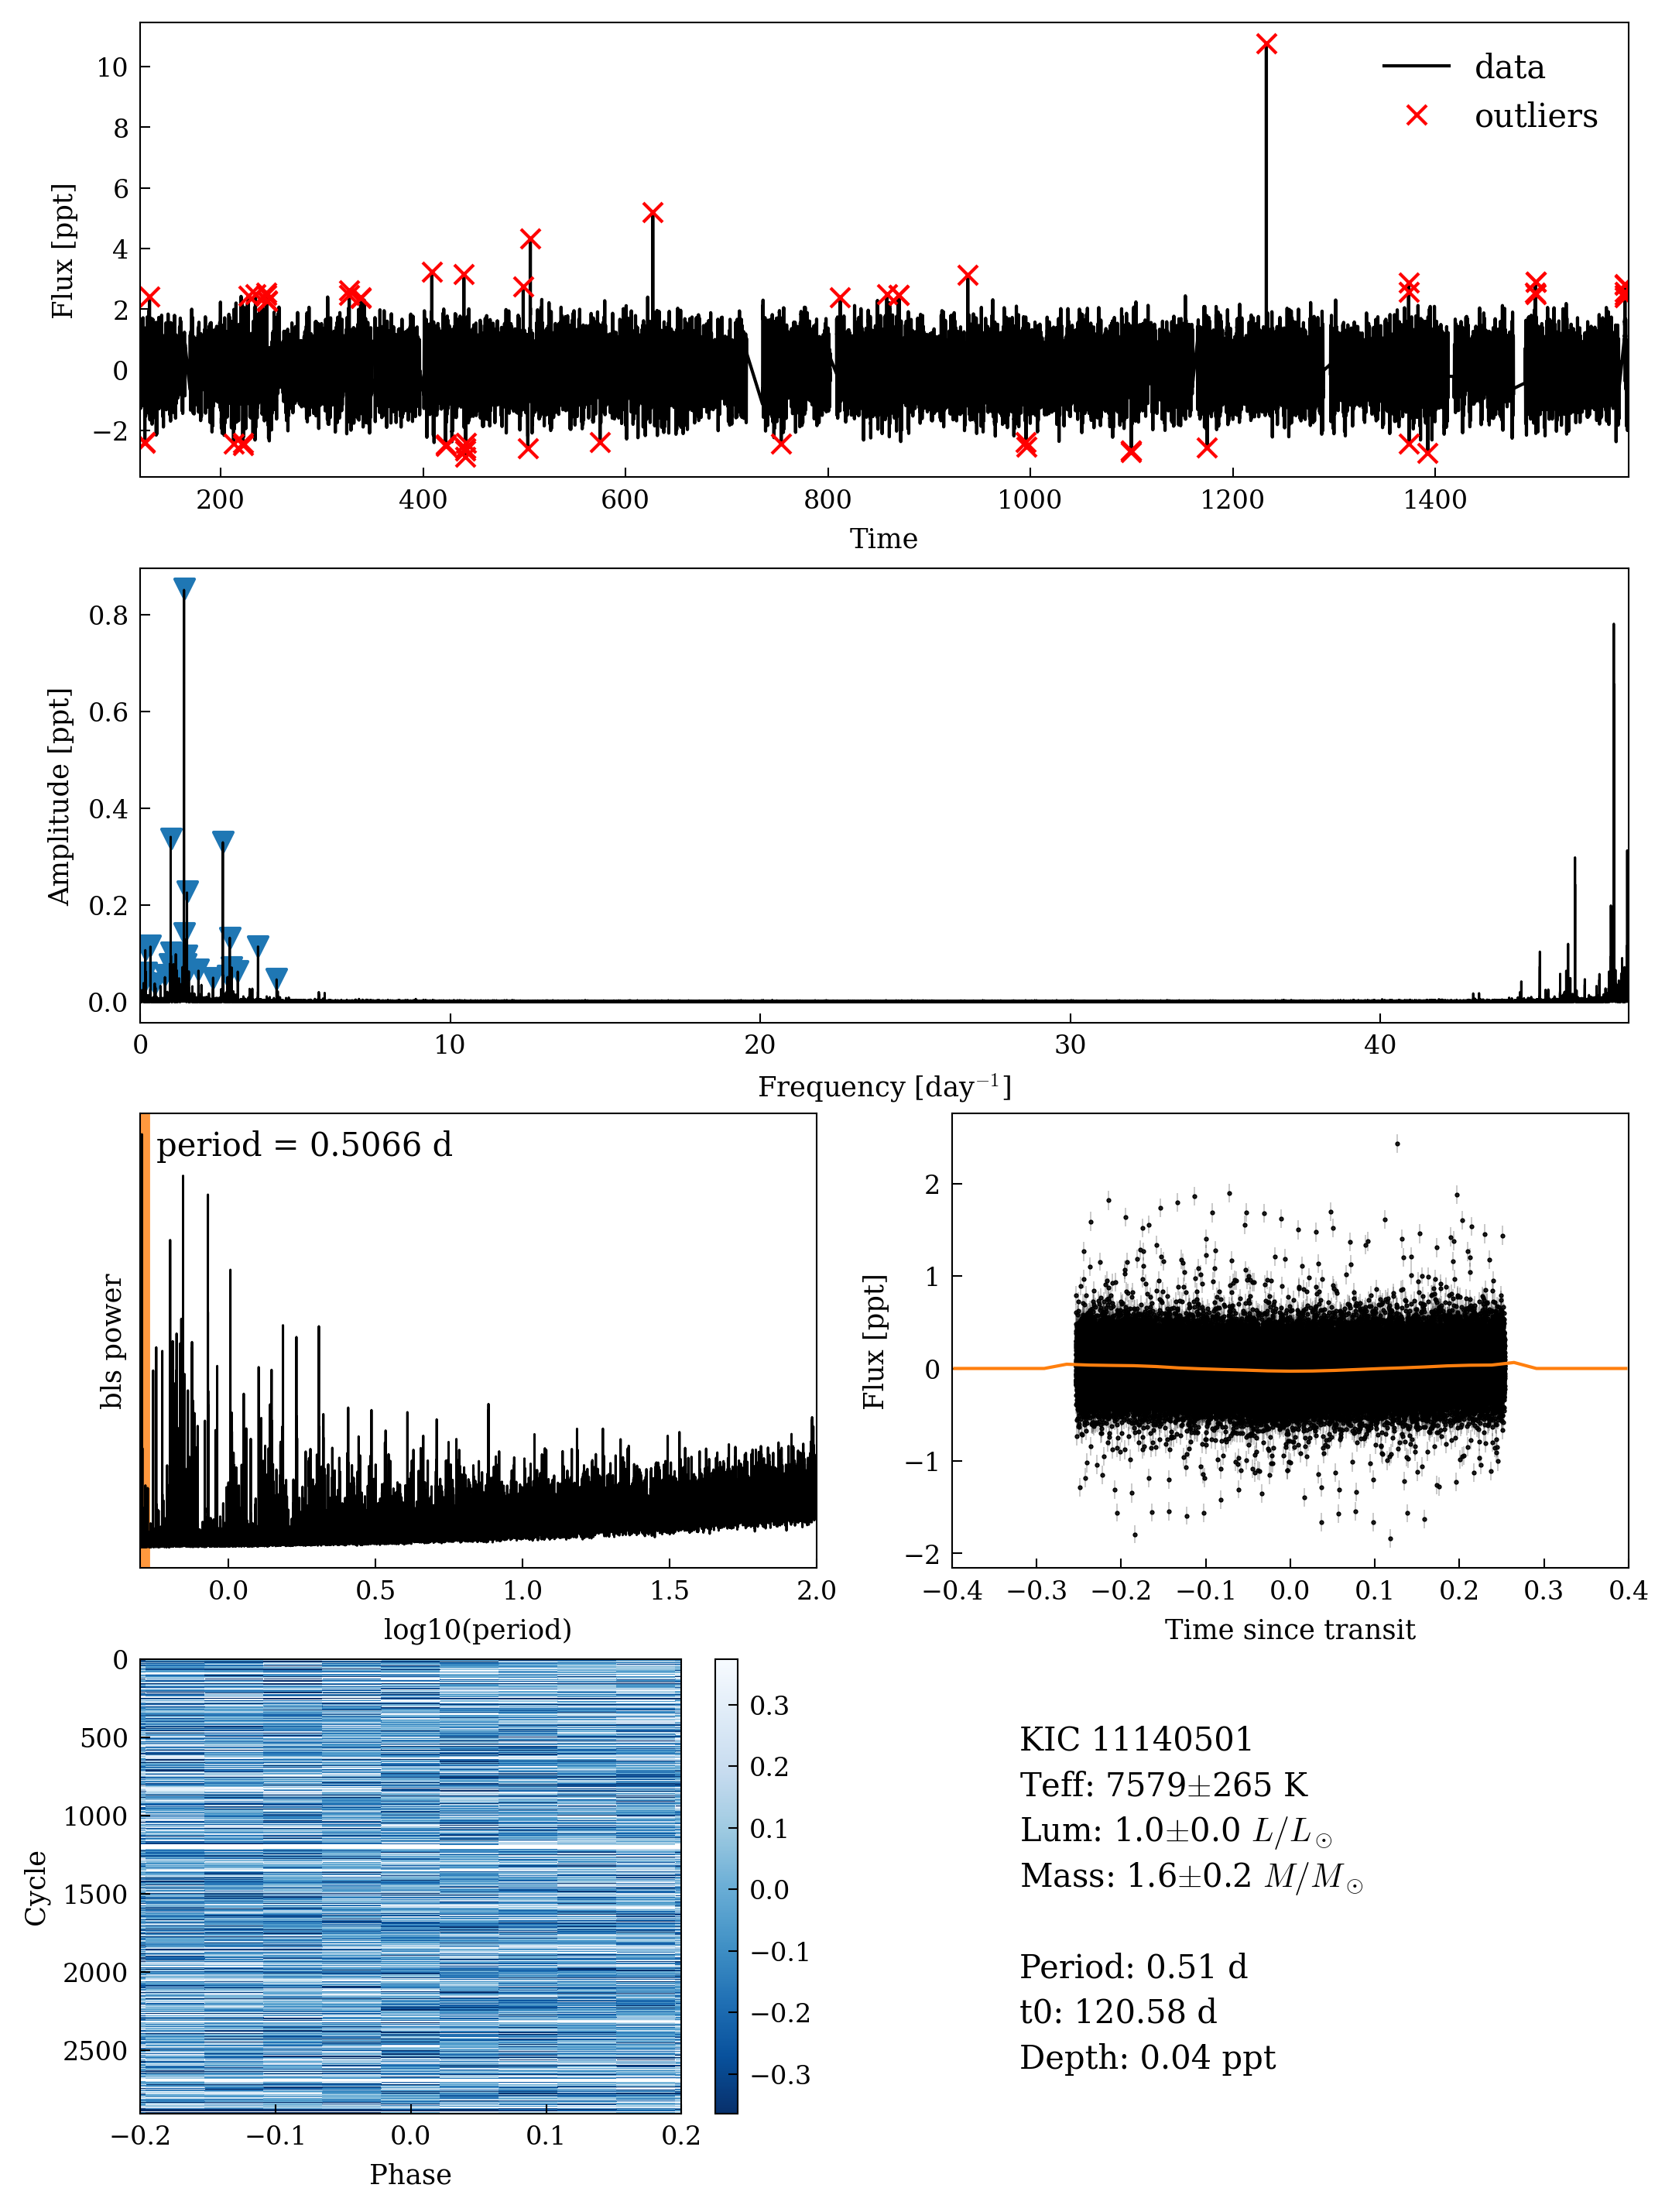 data
outliers
Flux [ppt]
10
8
6
4
2
0
−2
200 400 600 800 1000 1200 1400
Time
Amplitude [ppt]
0.8
0.6
0.4
0.2
0.0
0 10 20 30 40
Frequency [day⁻¹]
period = 0.5066 d
bls power
0.0 0.5 1.0 1.5 2.0
log10(period)
Flux [ppt]
2
1
0
−1
−2
−0.4 −0.3 −0.2 −0.1 0.0 0.1 0.2 0.3 0.4
Time since transit
Cycle
0
500
1000
1500
2000
2500
−0.2 −0.1 0.0 0.1 0.2
Phase
0.3
0.2
0.1
0.0
−0.1
−0.2
−0.3
KIC 11140501
Teff: 7579±265 K
Lum: 1.0±0.0 L/L⊙
Mass: 1.6±0.2 M/M⊙
Period: 0.51 d
t0: 120.58 d
Depth: 0.04 ppt